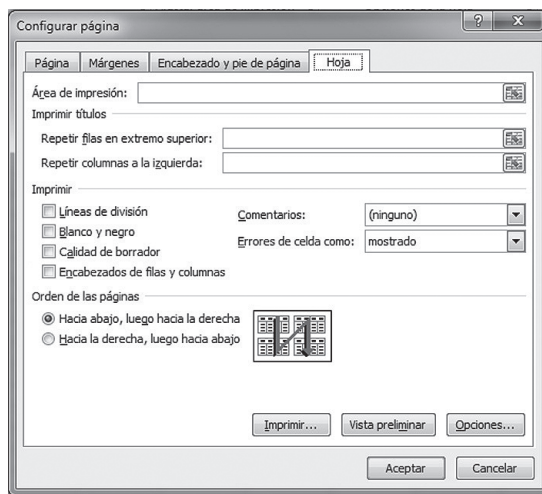 Configurar página
Página Márgenes Encabezado y pie de página Hoja
Área de impresión:
Imprimir títulos
Repetir filas en extremo superior:
Repetir columnas a la izquierda:
Imprimir
Líneas de división
Blanco y negro
Calidad de borrador
Encabezados de filas y columnas
Comentarios: (ninguno)
Errores de celda como: mostrado
Orden de las páginas
Hacia abajo, luego hacia la derecha
Hacia la derecha, luego hacia abajo
Imprimir... Vista preliminar Opciones...
Aceptar Cancelar